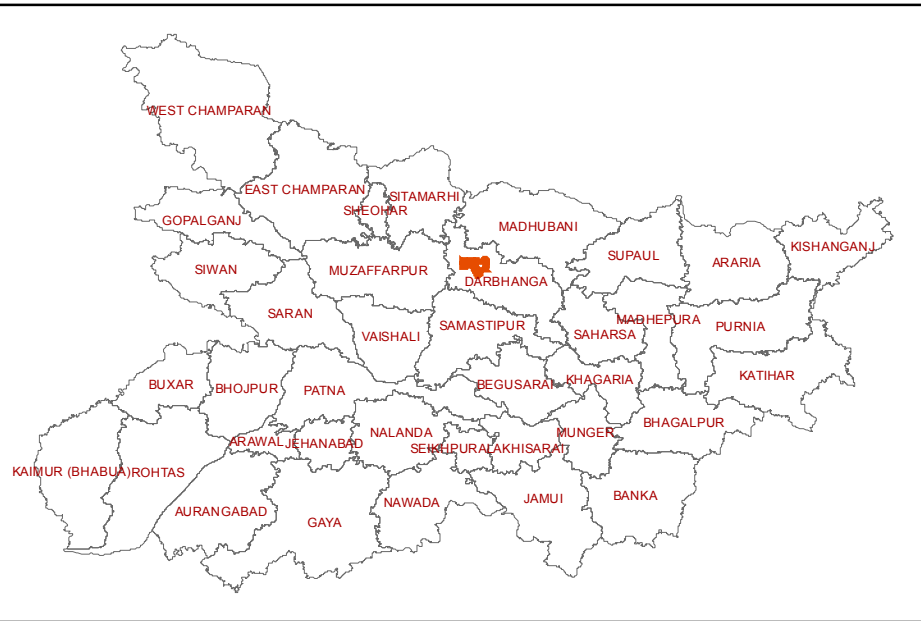 WEST CHAMPARAN
EAST CHAMPARAN
SITAMARHI
SHEOHAR
GOPALGANJ
MADHUBANI
KISHANGANJ
SUPAUL
ARARIA
SIWAN
MUZAFFARPUR
DARBHANGA
SARAN
MADHEPURA
SAMASTIPUR
PURNIA
VAISHALI
SAHARSA
KATIHAR
KHAGARIA
BUXAR
BHOJPUR
PATNA
BEGUSARAI
BHAGALPUR
NALANDA
MUNGER
ARAWAL
JEHANABAD
SEIKHPURA
LAKHISARAI
KAIMUR (BHABUA)
ROHTAS
BANKA
JAMUI
NAWADA
AURANGABAD
GAYA